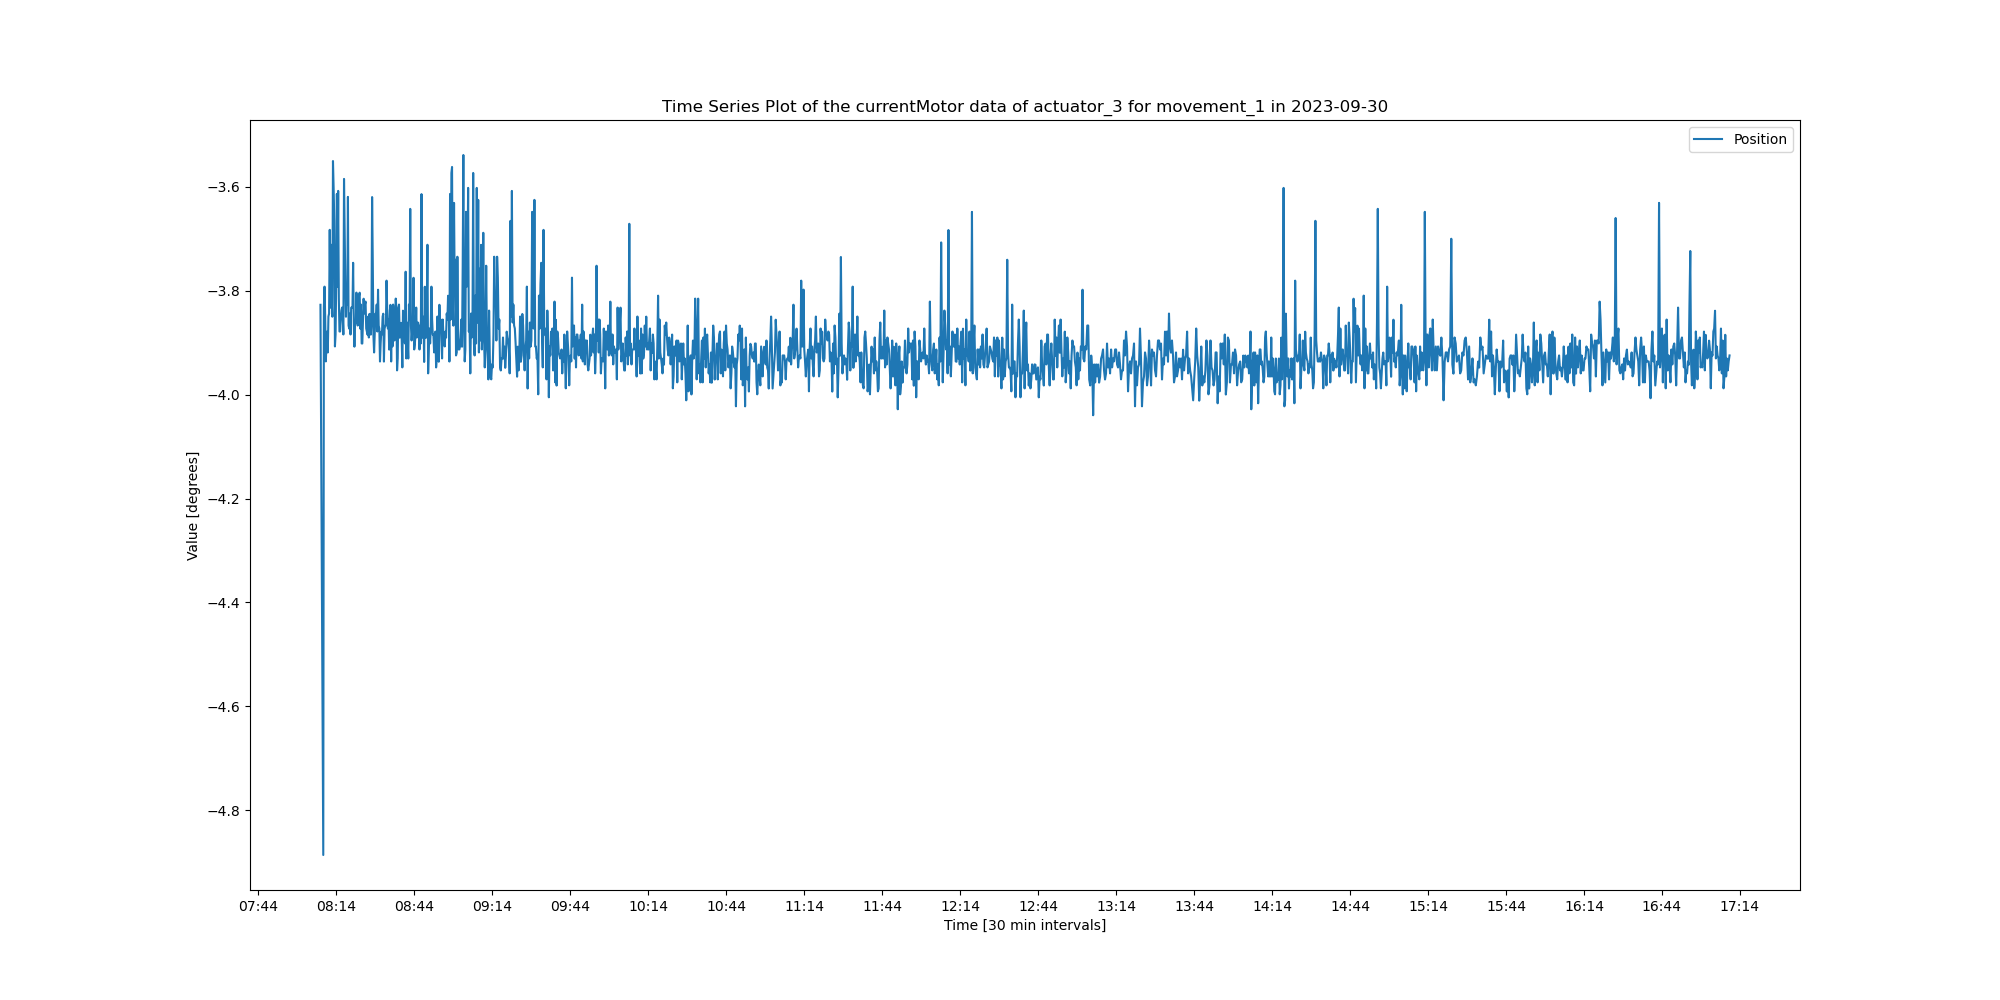 Time Series Plot of the currentMotor data of actuator_3 for movement_1 in 2023-09-30
Position
−3.6
−3.8
−4.0
−4.2
−4.4
−4.6
−4.8
Value [degrees]
07:44 08:14 08:44 09:14 09:44 10:14 10:44 11:14 11:44 12:14 12:44 13:14 13:44 14:14 14:44 15:14 15:44 16:14 16:44 17:14
Time [30 min intervals]